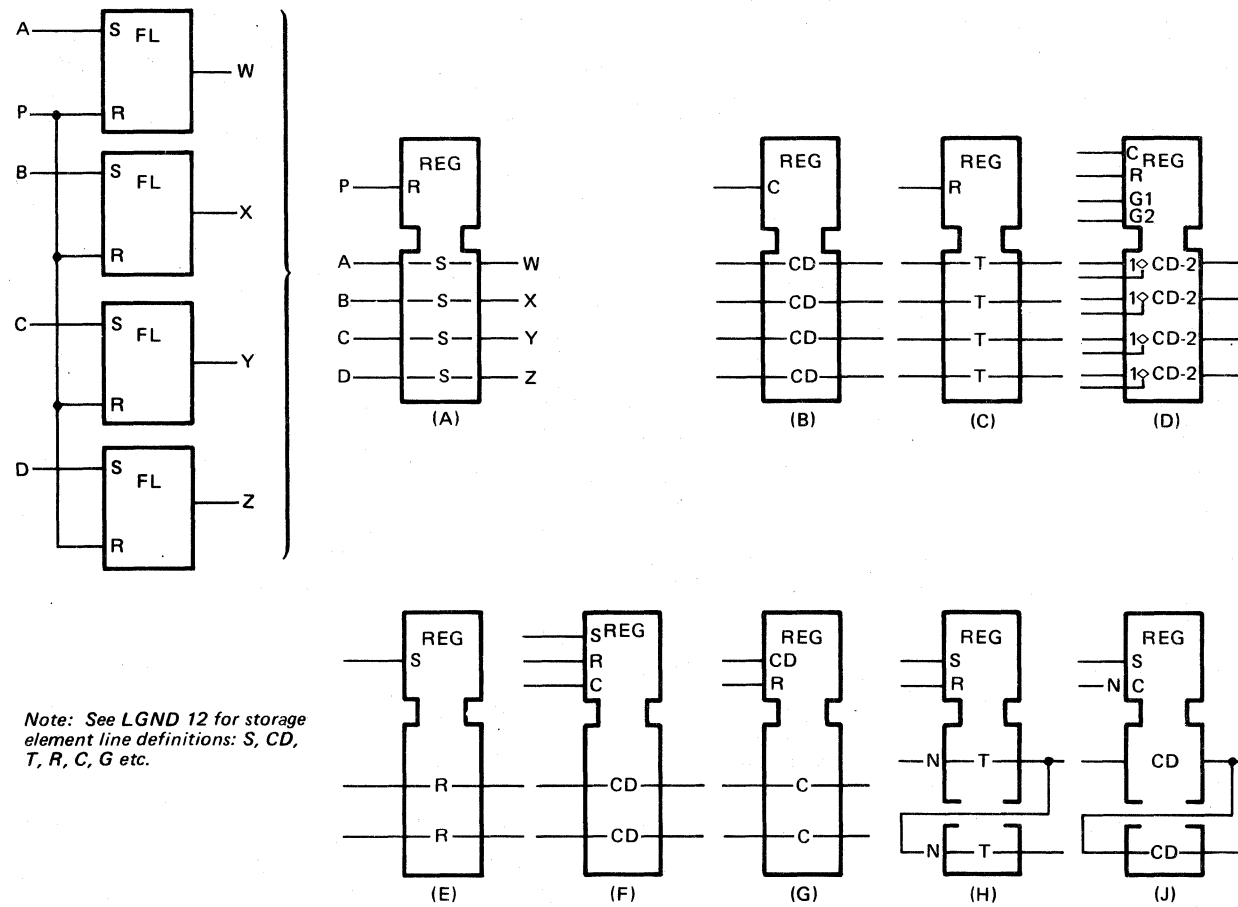 A S FL
W
P R
B S FL
X
R
C S FL
Y
R
D S FL
Z
R
REG
P R
A S W
B S X
C S Y
D S Z
(A)
REG
C
CD
CD
CD
CD
(B)
REG
R
T
T
T
T
(C)
C REG
R
G1
G2
1◇ CD-2
1◇ CD-2
1◇ CD-2
1◇ CD-2
(D)
Note: See LGND 12 for storage
element line definitions: S, CD,
T, R, C, G etc.
REG
S
R
R
(E)
S REG
R
C
CD
CD
(F)
REG
CD
R
C
C
(G)
REG
S
R
N T
N T
(H)
REG
S
N C
CD
CD
(J)